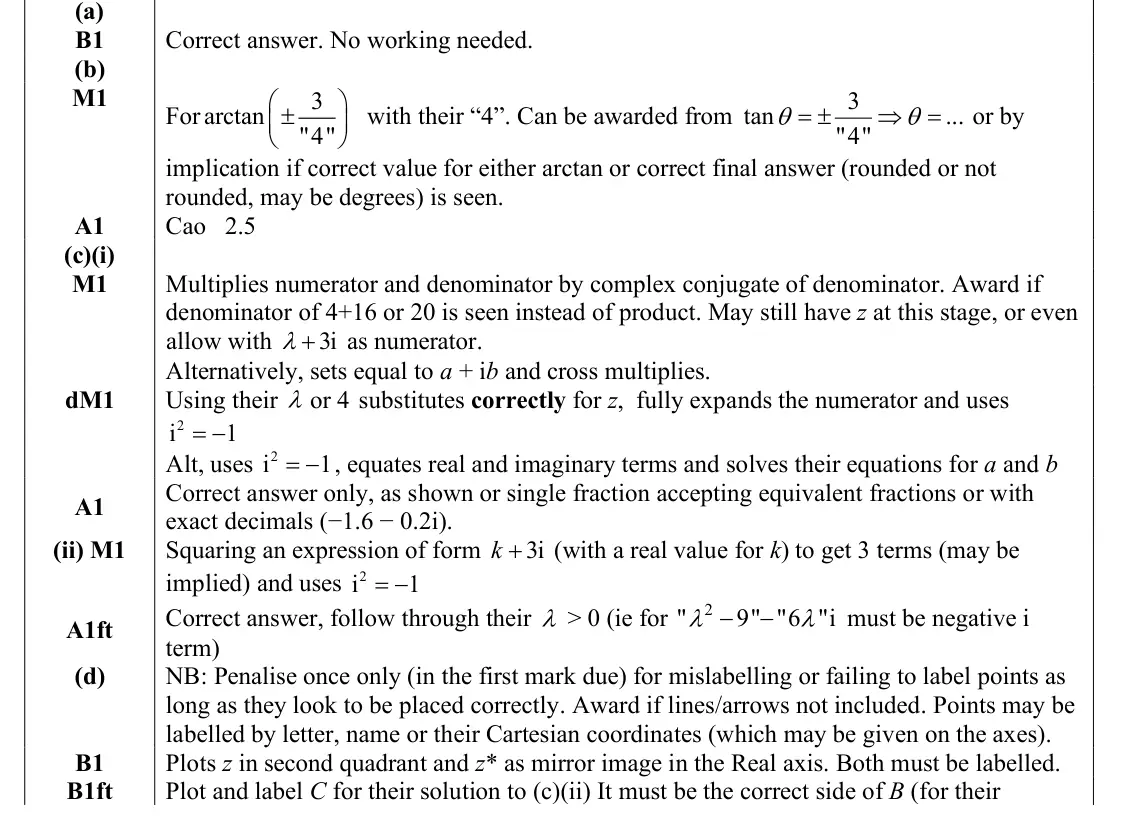 (a)
B1 Correct answer. No working needed.
(b)
M1 For arctan(± 3/"4") with their “4”. Can be awarded from tan θ = ± 3/"4" ⇒ θ = ... or by
implication if correct value for either arctan or correct final answer (rounded or not
rounded, may be degrees) is seen.
A1 Cao 2.5
(c)(i)
M1 Multiplies numerator and denominator by complex conjugate of denominator. Award if
denominator of 4+16 or 20 is seen instead of product. May still have z at this stage, or even
allow with λ + 3i as numerator.
Alternatively, sets equal to a + ib and cross multiplies.
dM1 Using their λ or 4 substitutes correctly for z, fully expands the numerator and uses
i² = −1
Alt, uses i² = −1, equates real and imaginary terms and solves their equations for a and b
A1 Correct answer only, as shown or single fraction accepting equivalent fractions or with
exact decimals (−1.6 − 0.2i).
(ii) M1 Squaring an expression of form k + 3i (with a real value for k) to get 3 terms (may be
implied) and uses i² = −1
A1ft Correct answer, follow through their λ > 0 (ie for "λ² − 9"−"6λ"i must be negative i
term)
(d) NB: Penalise once only (in the first mark due) for mislabelling or failing to label points as
long as they look to be placed correctly. Award if lines/arrows not included. Points may be
labelled by letter, name or their Cartesian coordinates (which may be given on the axes).
B1 Plots z in second quadrant and z* as mirror image in the Real axis. Both must be labelled.
B1ft Plot and label C for their solution to (c)(ii) It must be the correct side of B (for their